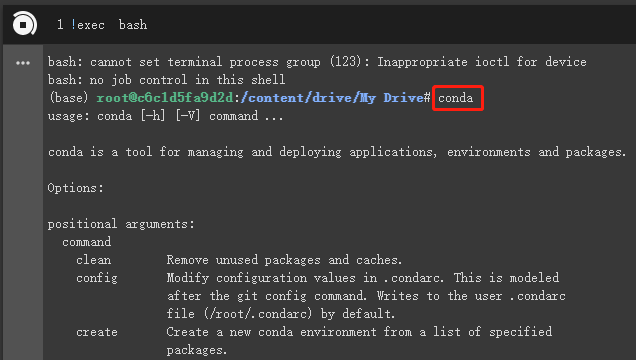 1 !exec bash
bash: cannot set terminal process group (123): Inappropriate ioctl for device
bash: no job control in this shell
(base) root@c6c1d5fa9d2d:/content/drive/My Drive# conda
usage: conda [-h] [-V] command ...
conda is a tool for managing and deploying applications, environments and packages.
Options:
positional arguments:
command
clean Remove unused packages and caches.
config Modify configuration values in .condarc. This is modeled
after the git config command. Writes to the user .condarc
file (/root/.condarc) by default.
create Create a new conda environment from a list of specified
packages.